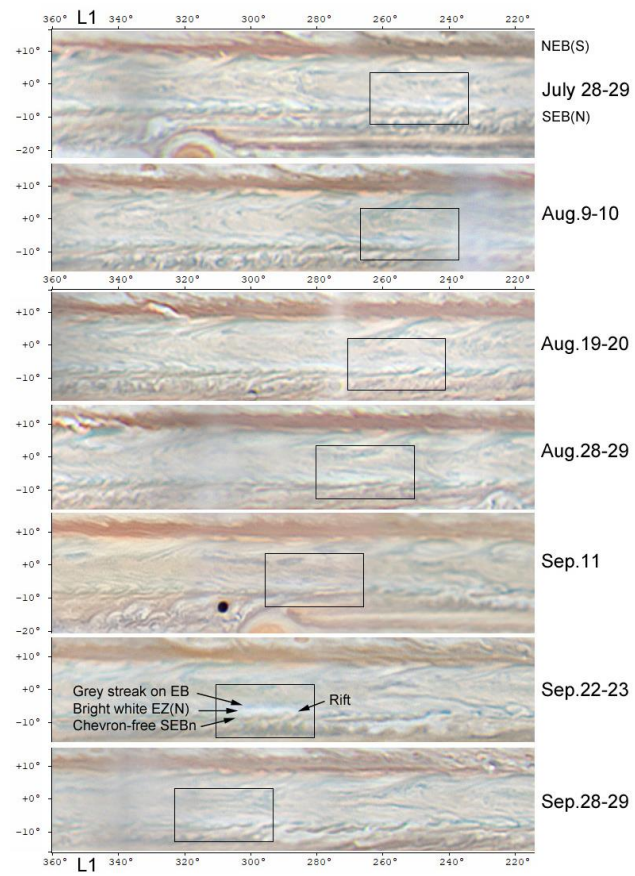 L1
360° 340° 320° 300° 280° 260° 240° 220°
+10°
+0°
-10°
-20°
NEB(S)
July 28-29
SEB(N)
+10°
+0°
-10°
Aug.9-10
360° 340° 320° 300° 280° 260° 240° 220°
+10°
+0°
-10°
Aug.19-20
+10°
+0°
-10°
Aug.28-29
+10°
+0°
-10°
-20°
Sep.11
+10°
+0°
-10°
Grey streak on EB
Bright white EZ(N)
Chevron-free SEBn
Rift
Sep.22-23
+10°
+0°
-10°
Sep.28-29
360° 340° 320° 300° 280° 260° 240° 220°
L1